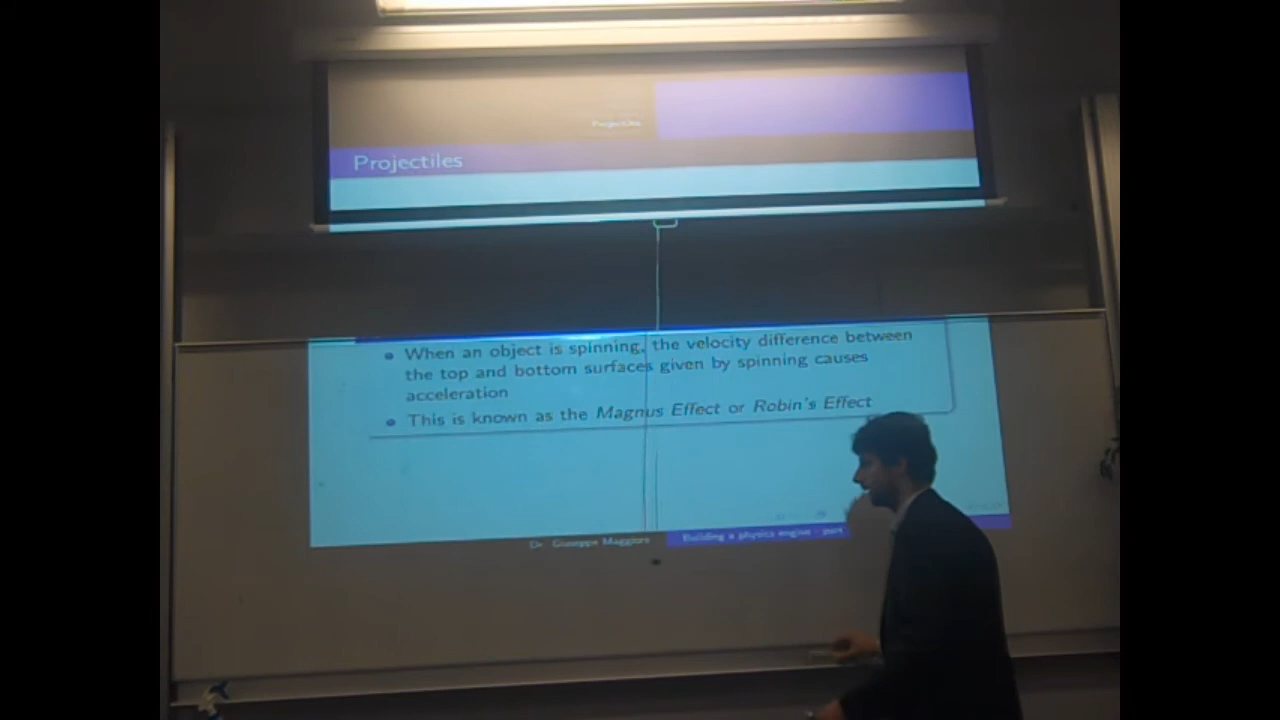 Projectiles
Projectiles
When an object is spinning, the velocity difference between
the top and bottom surfaces given by spinning causes
acceleration
This is known as the Magnus Effect or Robin's Effect
Dr. Giuseppe Maggiore
Building a physics engine - part